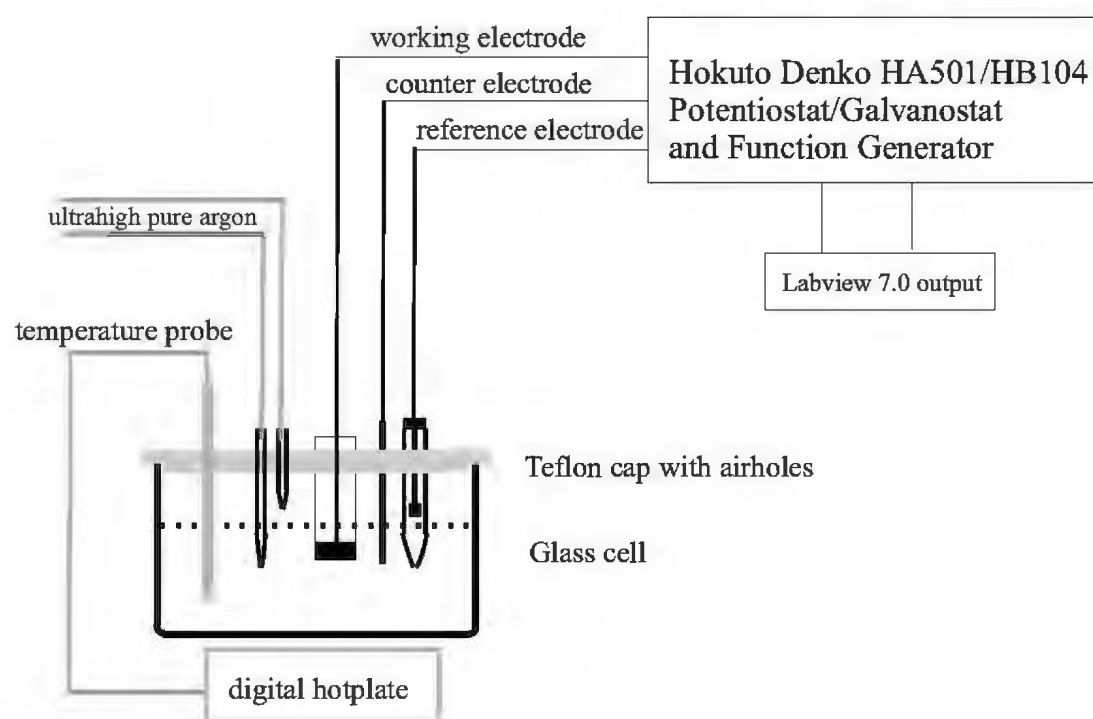 working electrode
counter electrode
reference electrode
Hokuto Denko HA501/HB104
Potentiostat/Galvanostat
and Function Generator
ultrahigh pure argon
Labview 7.0 output
temperature probe
Teflon cap with airholes
Glass cell
digital hotplate